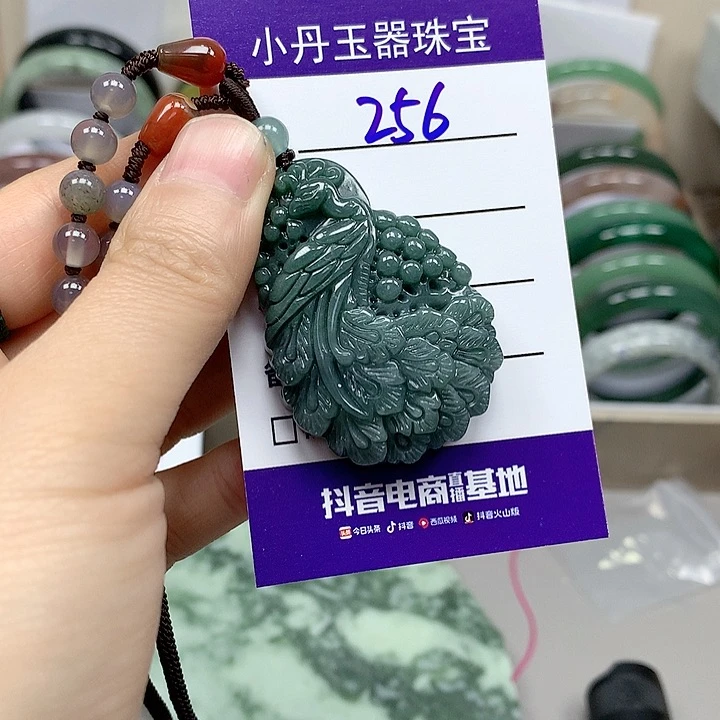 小丹玉器珠宝
256
抖音电商直播基地
今日头条 抖音 西瓜视频 抖音火山版